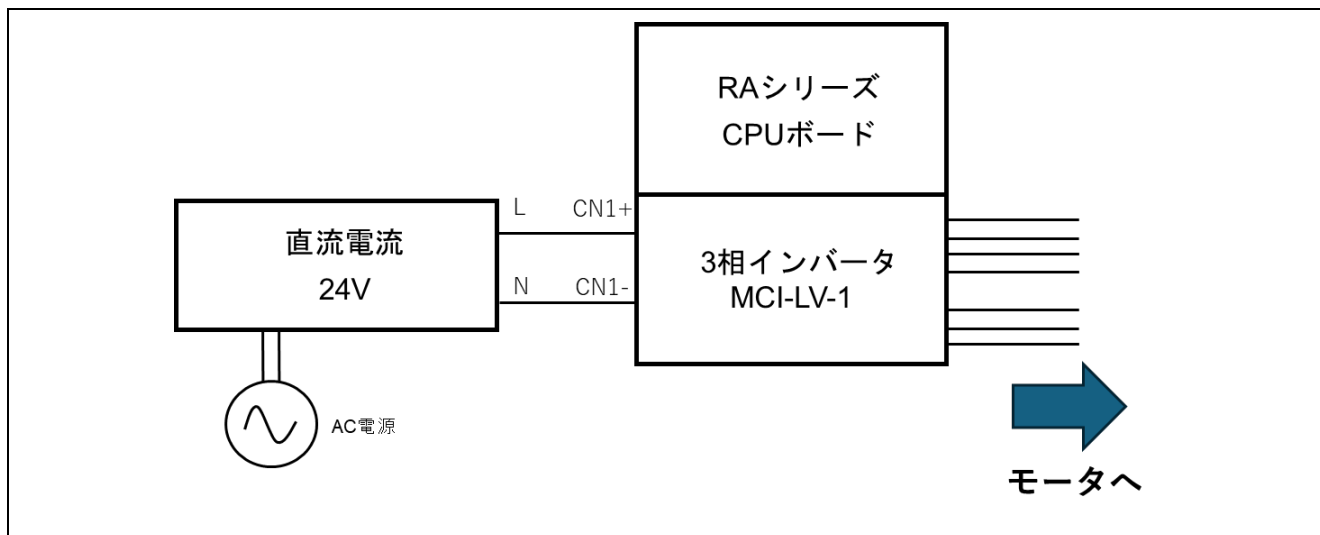 RAシリーズ
CPUボード
L
CN1+
直流電流
24V
N
CN1-
3相インバータ
MCI-LV-1
AC電源
モータへ